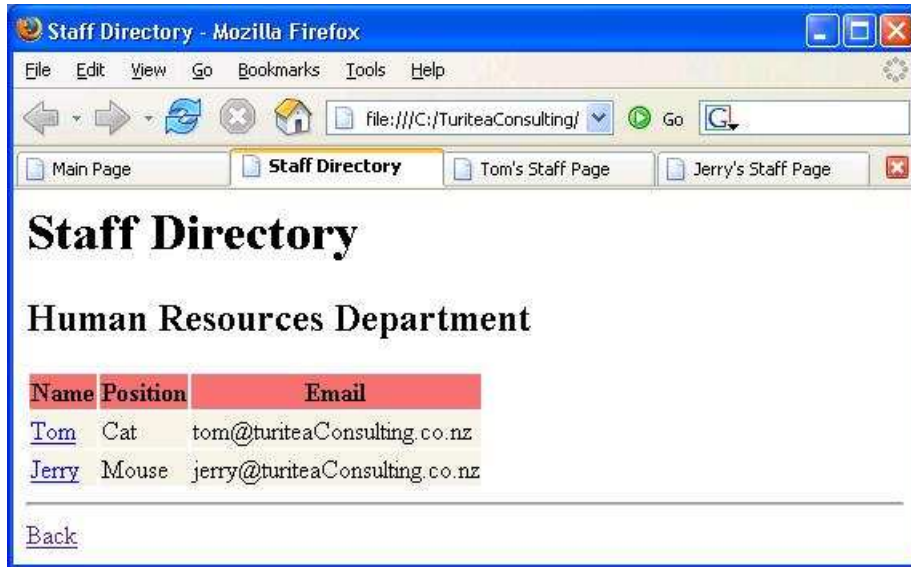 Staff Directory - Mozilla Firefox
File Edit View Go Bookmarks Tools Help
file:///C:/TuriteaConsulting/ Go G
Main Page Staff Directory Tom's Staff Page Jerry's Staff Page
Staff Directory
Human Resources Department
Name Position Email
Tom Cat tom@turiteaConsulting.co.nz
Jerry Mouse jerry@turiteaConsulting.co.nz
Back